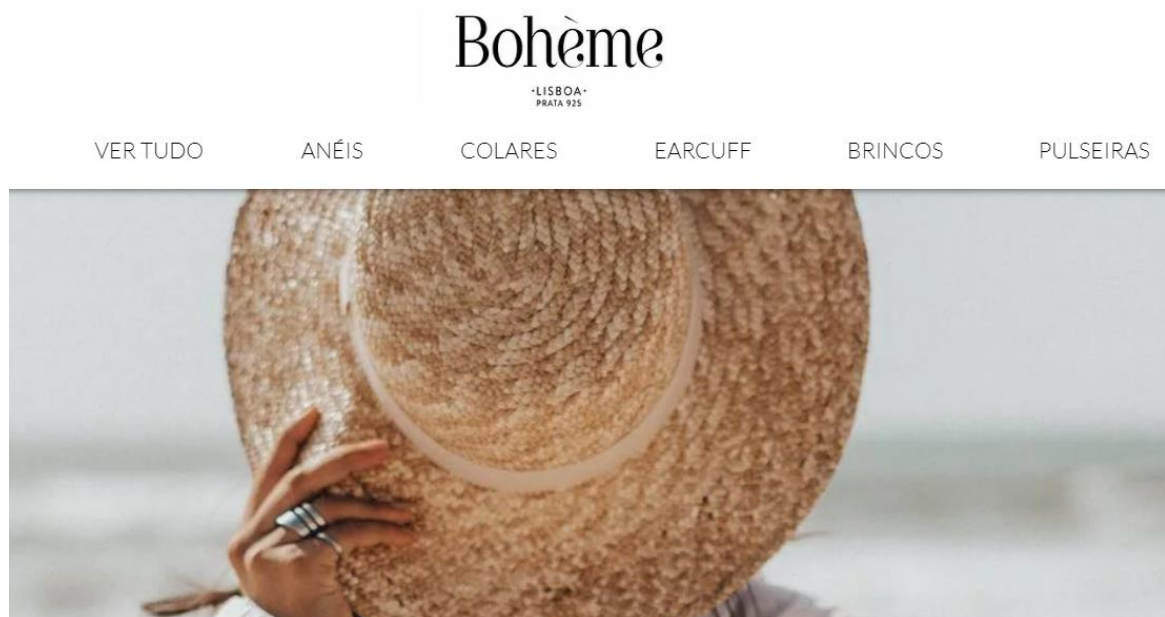 Bohème
·LISBOA·
PRATA 925
VER TUDO ANÉIS COLARES EARCUFF BRINCOS PULSEIRAS